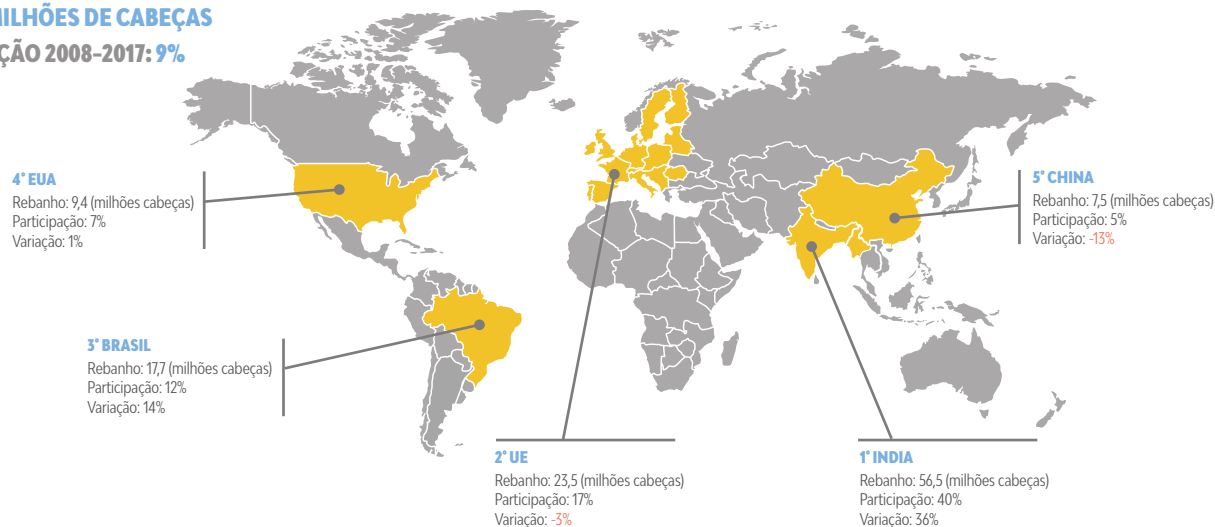 MILHÕES DE CABEÇAS
ÇÃO 2008-2017: 9%
4° EUA
Rebanho: 9,4 (milhões cabeças)
Participação: 7%
Variação: 1%
5° CHINA
Rebanho: 7,5 (milhões cabeças)
Participação: 5%
Variação: -13%
3° BRASIL
Rebanho: 17,7 (milhões cabeças)
Participação: 12%
Variação: 14%
2° UE
Rebanho: 23,5 (milhões cabeças)
Participação: 17%
Variação: -3%
1° INDIA
Rebanho: 56,5 (milhões cabeças)
Participação: 40%
Variação: 36%